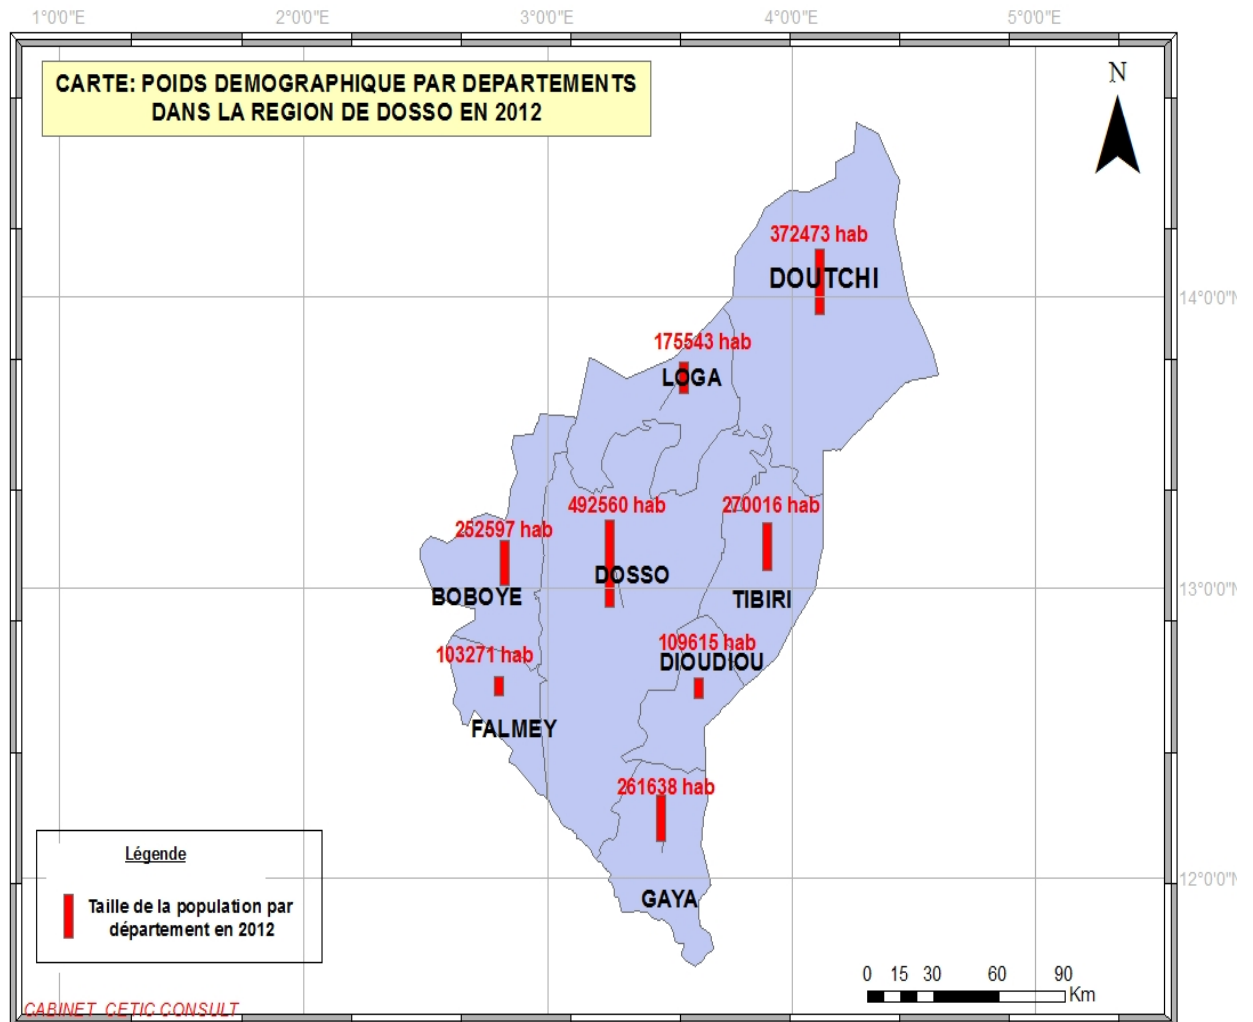 1°0'0"E 2°0'0"E 3°0'0"E 4°0'0"E 5°0'0"E
CARTE: POIDS DEMOGRAPHIQUE PAR DEPARTEMENTS
DANS LA REGION DE DOSSO EN 2012
N
372473 hab
DOUTCHI
14°0'0"N
175543 hab
LOGA
492560 hab
270016 hab
252597 hab
DOSSO
BOBOYE
TIBIRI
13°0'0"N
109615 hab
103271 hab
DIOUDIOU
FALMEY
261638 hab
Légende
12°0'0"N
GAYA
Taille de la population par
département en 2012
0 15 30 60 90
Km
CABINET CETIC CONSULT